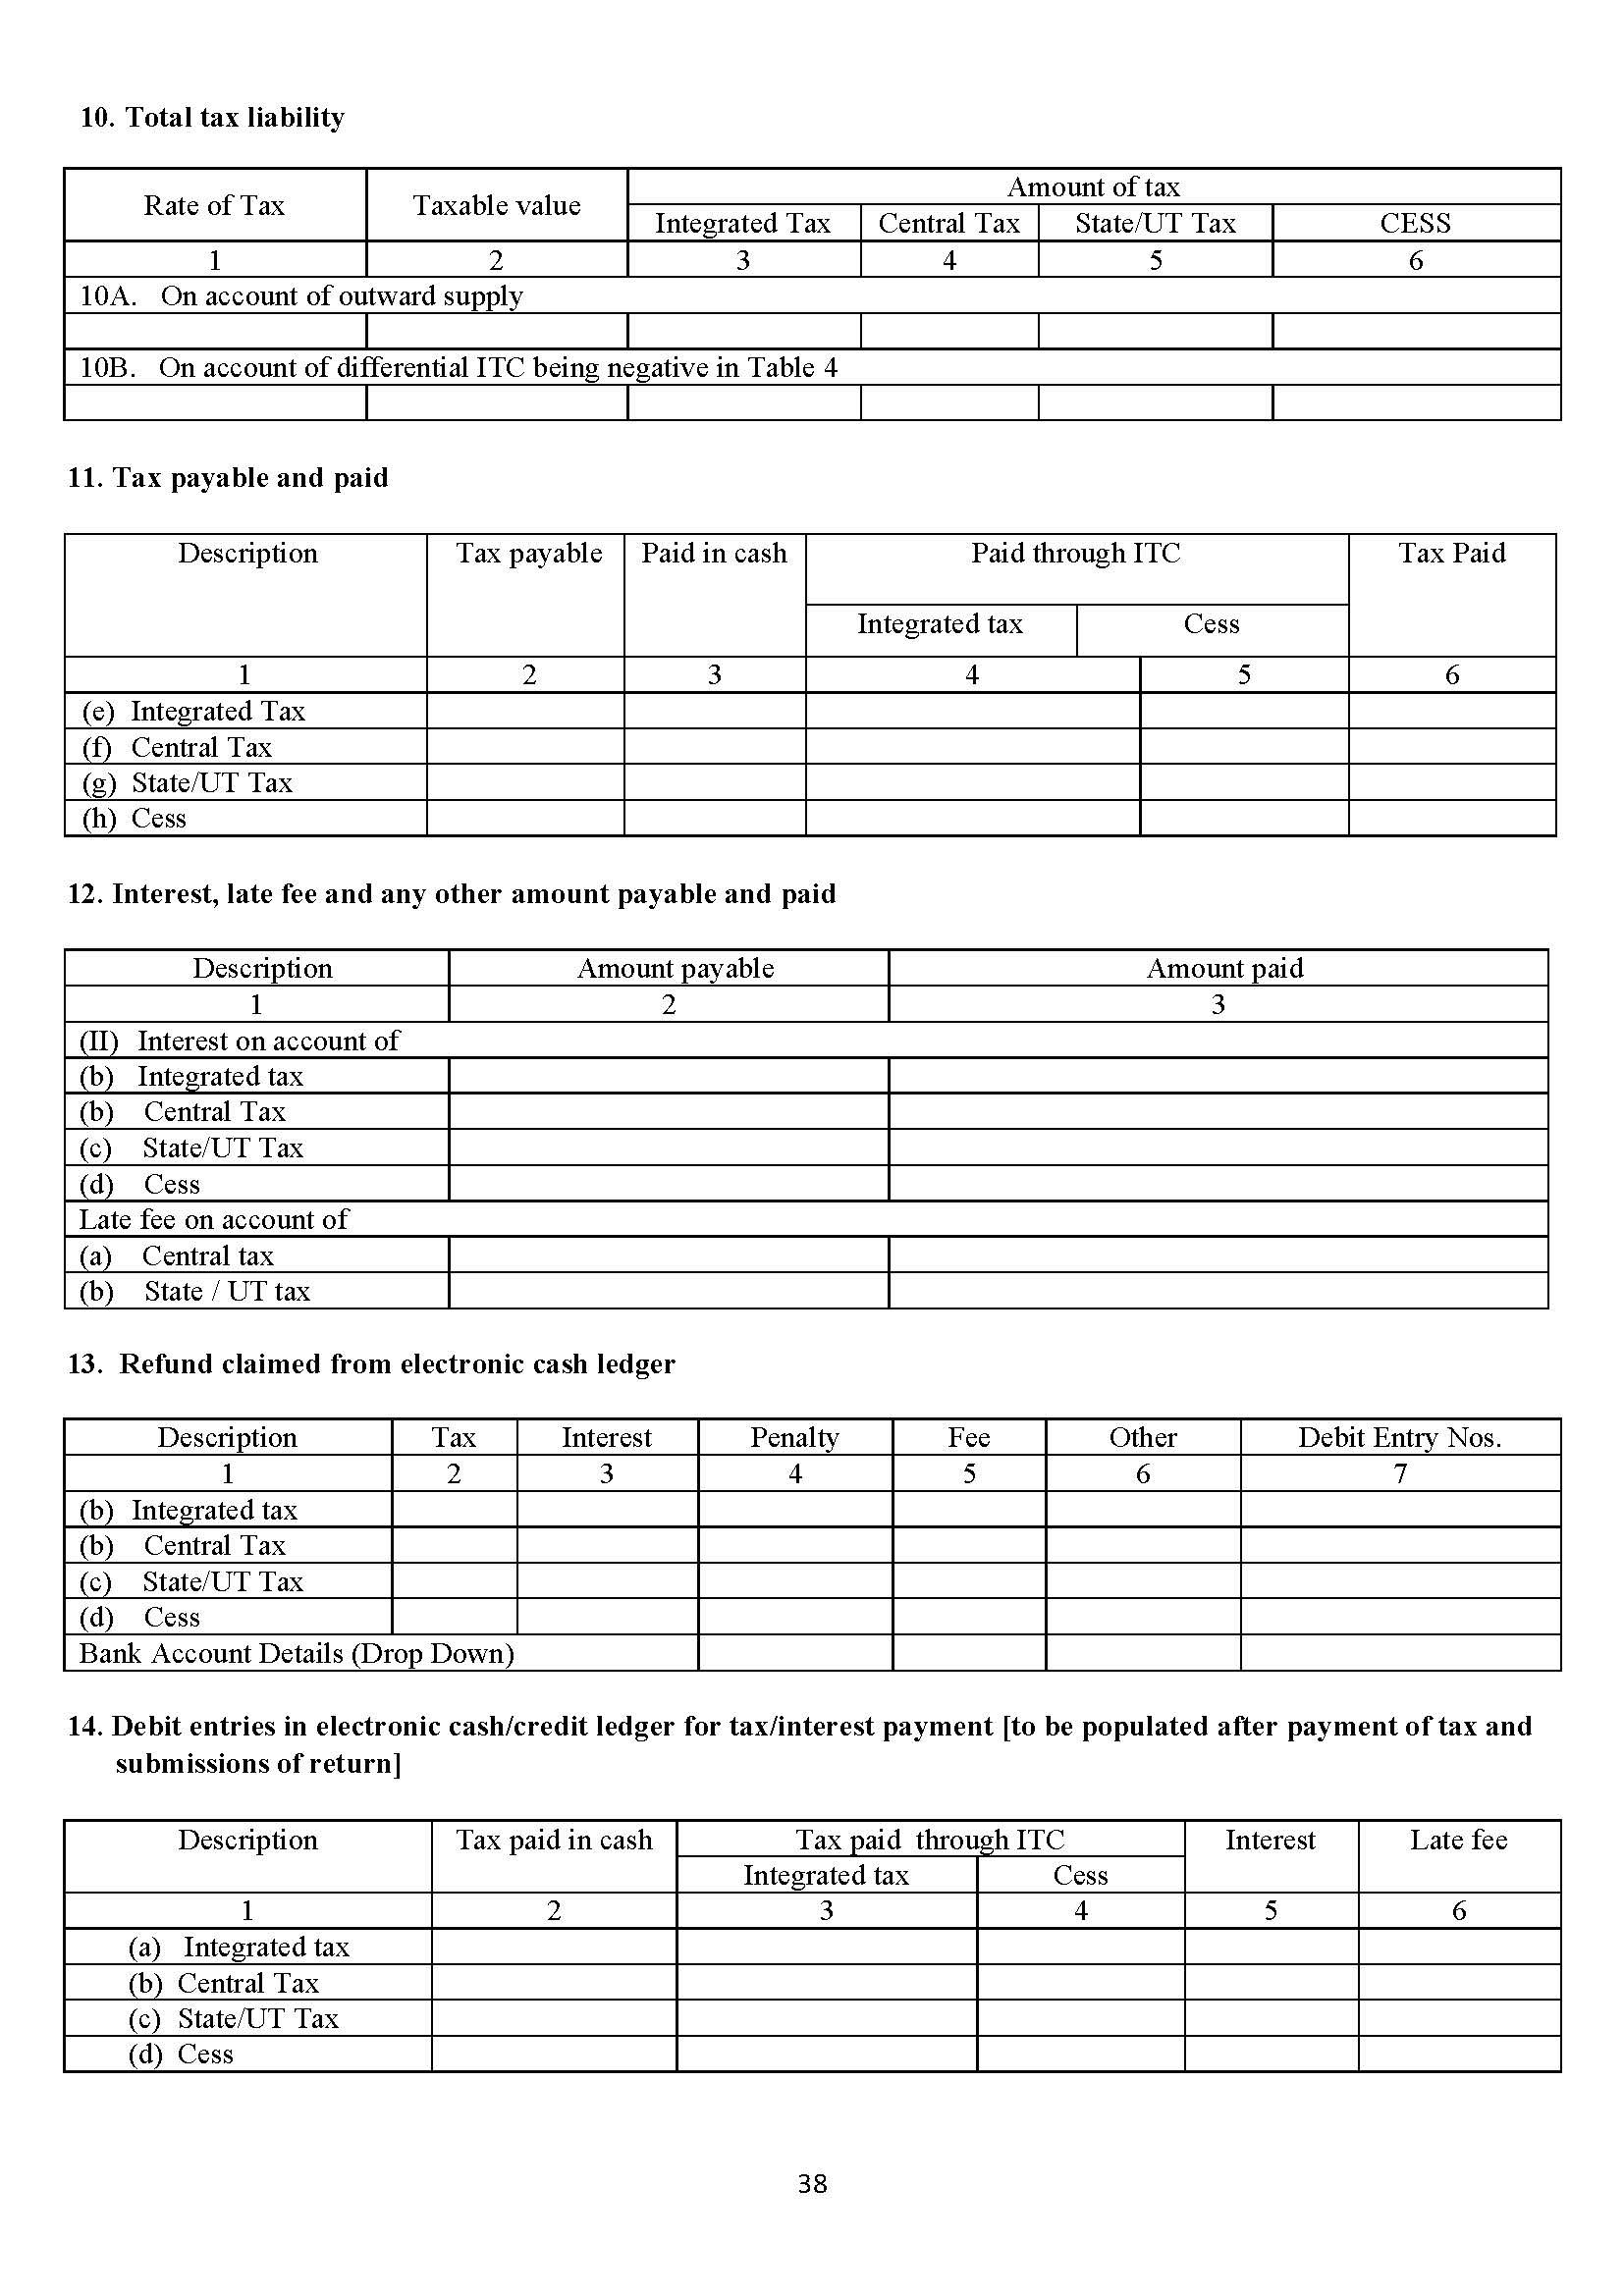 10. Total tax liability
Rate of Tax Taxable value Amount of tax
Integrated Tax Central Tax State/UT Tax CESS
1 2 3 4 5 6
10A. On account of outward supply
10B. On account of differential ITC being negative in Table 4
11. Tax payable and paid
Description Tax payable Paid in cash Paid through ITC Tax Paid
Integrated tax Cess
1 2 3 4 5 6
(e) Integrated Tax
(f) Central Tax
(g) State/UT Tax
(h) Cess
12. Interest, late fee and any other amount payable and paid
Description Amount payable Amount paid
1 2 3
(II) Interest on account of
(b) Integrated tax
(b) Central Tax
(c) State/UT Tax
(d) Cess
Late fee on account of
(a) Central tax
(b) State / UT tax
13. Refund claimed from electronic cash ledger
Description Tax Interest Penalty Fee Other Debit Entry Nos.
1 2 3 4 5 6 7
(b) Integrated tax
(b) Central Tax
(c) State/UT Tax
(d) Cess
Bank Account Details (Drop Down)
14. Debit entries in electronic cash/credit ledger for tax/interest payment [to be populated after payment of tax and
submissions of return]
Description Tax paid in cash Tax paid through ITC Interest Late fee
Integrated tax Cess
1 2 3 4 5 6
(a) Integrated tax
(b) Central Tax
(c) State/UT Tax
(d) Cess
38